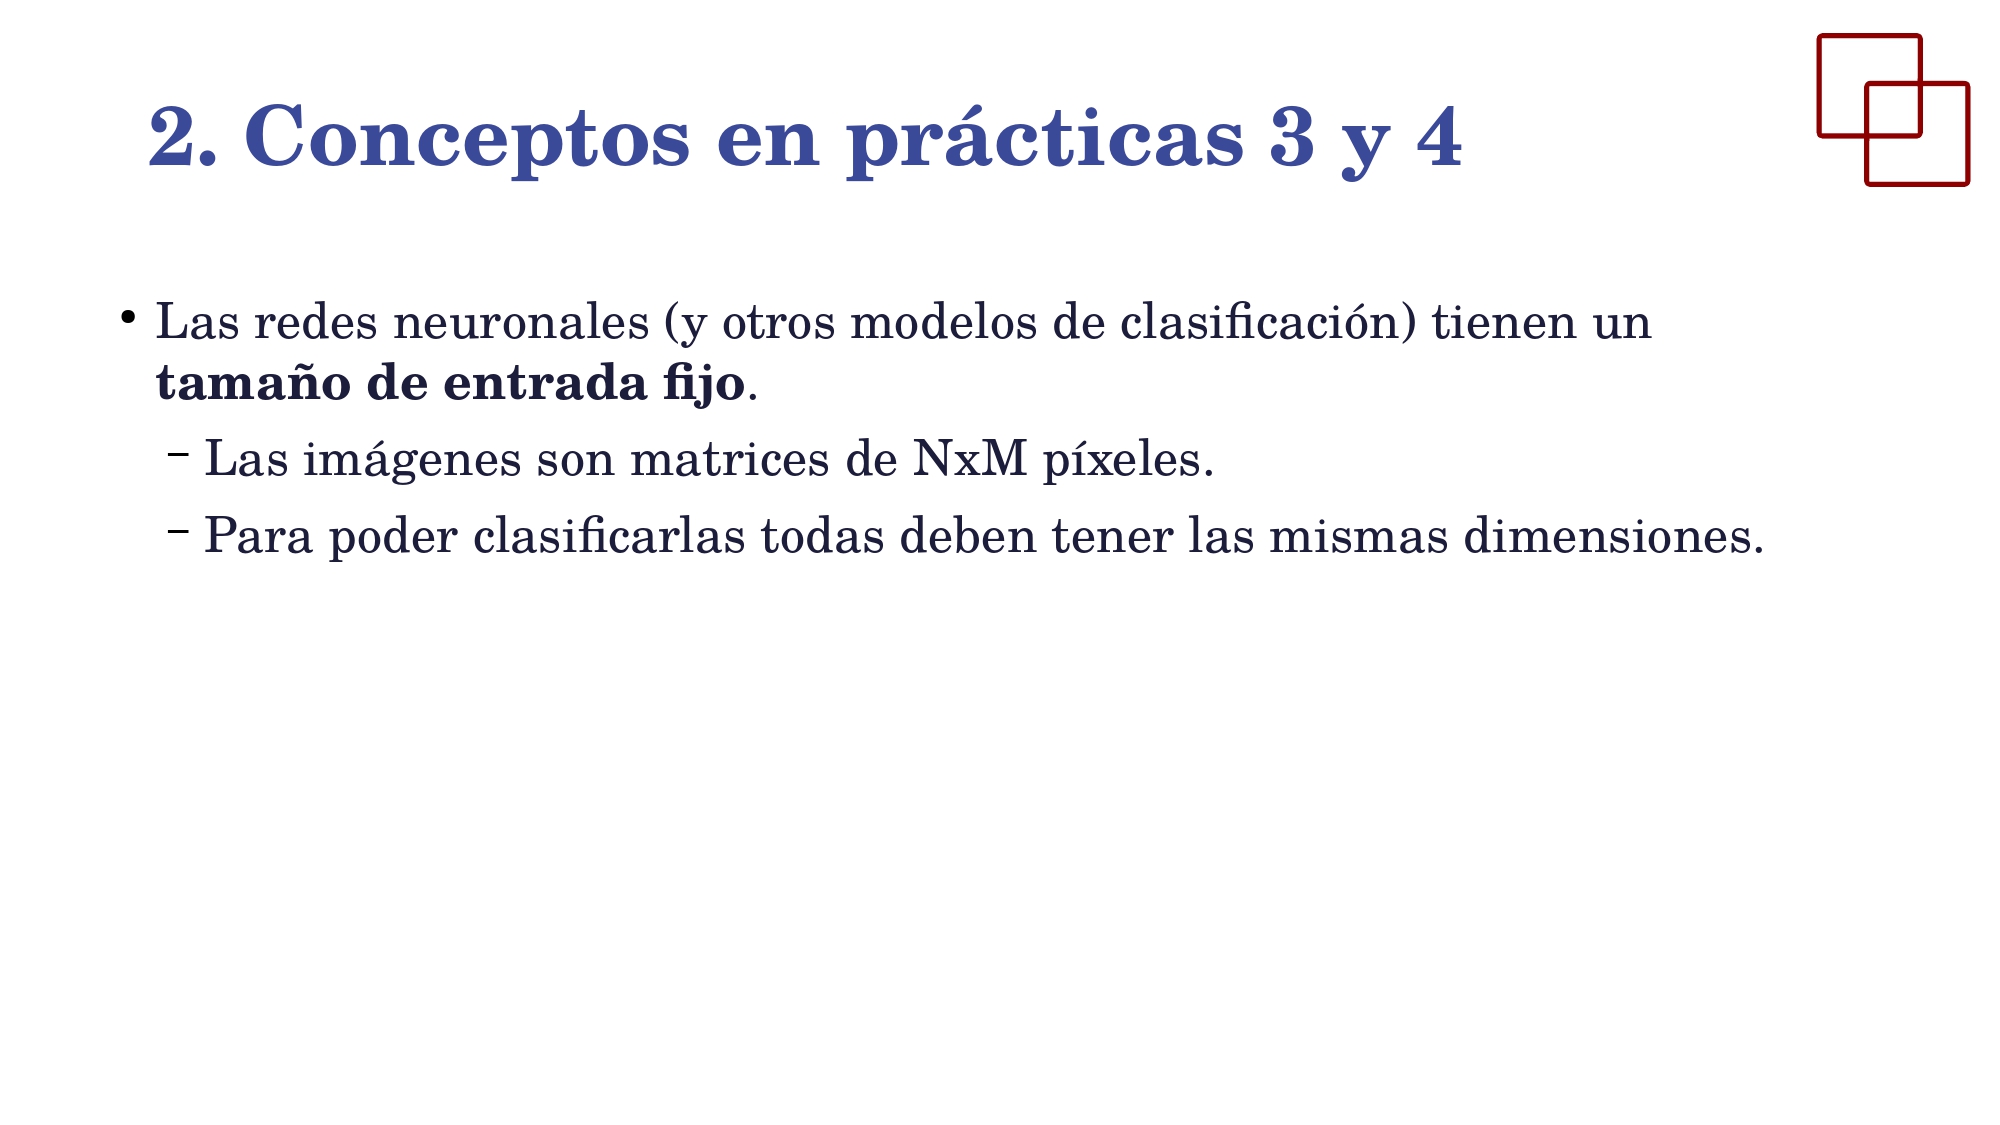 2. Conceptos en prácticas 3 y 4
• Las redes neuronales (y otros modelos de clasificación) tienen un
tamaño de entrada fijo.
– Las imágenes son matrices de NxM píxeles.
– Para poder clasificarlas todas deben tener las mismas dimensiones.